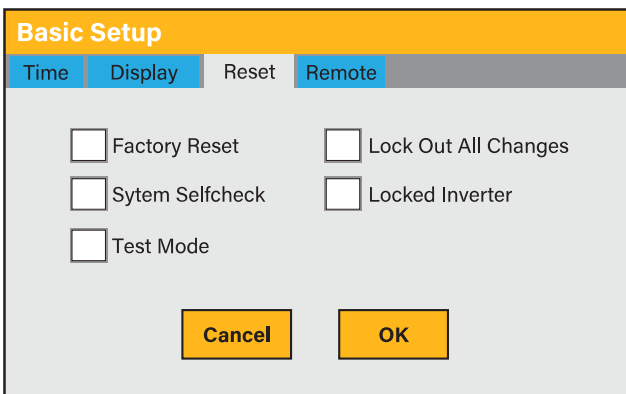 Basic Setup
Time Display Reset Remote
Factory Reset Lock Out All Changes
Sytem Selfcheck Locked Inverter
Test Mode
Cancel OK